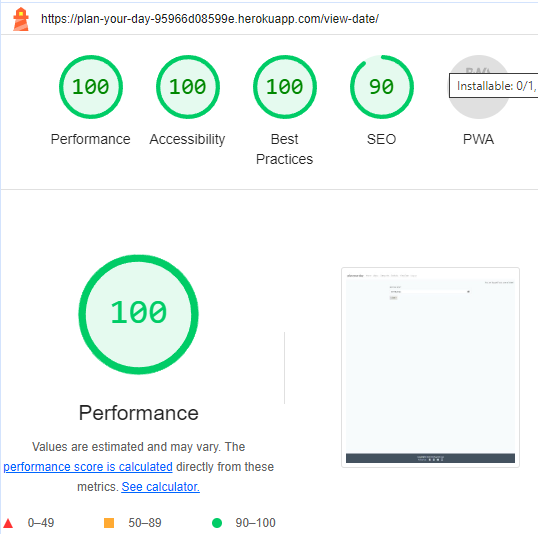 https://plan-your-day-95966d08599e.herokuapp.com/view-date/
100
100
100
90
Installable: 0/1,
Performance
Accessibility
Best
Practices
SEO
PWA
100
Performance
Values are estimated and may vary. The
performance score is calculated directly from these
metrics. See calculator.
0–49
50–89
90–100